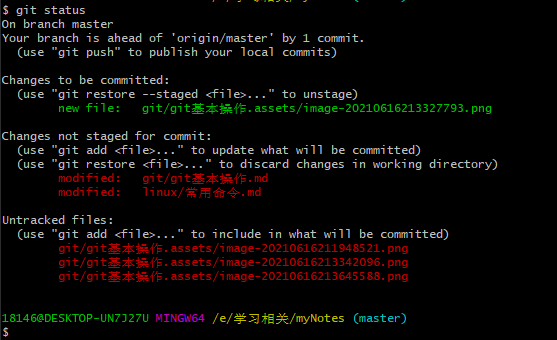 $ git status
On branch master
Your branch is ahead of 'origin/master' by 1 commit.
  (use "git push" to publish your local commits)

Changes to be committed:
  (use "git restore --staged <file>..." to unstage)
        new file:   git/git基本操作.assets/image-20210616213327793.png

Changes not staged for commit:
  (use "git add <file>..." to update what will be committed)
  (use "git restore <file>..." to discard changes in working directory)
        modified:   git/git基本操作.md
        modified:   linux/常用命令.md

Untracked files:
  (use "git add <file>..." to include in what will be committed)
        git/git基本操作.assets/image-20210616211948521.png
        git/git基本操作.assets/image-20210616213342096.png
        git/git基本操作.assets/image-20210616213645588.png

18146@DESKTOP-UN7J27U MINGW64 /e/学习相关/myNotes (master)
$